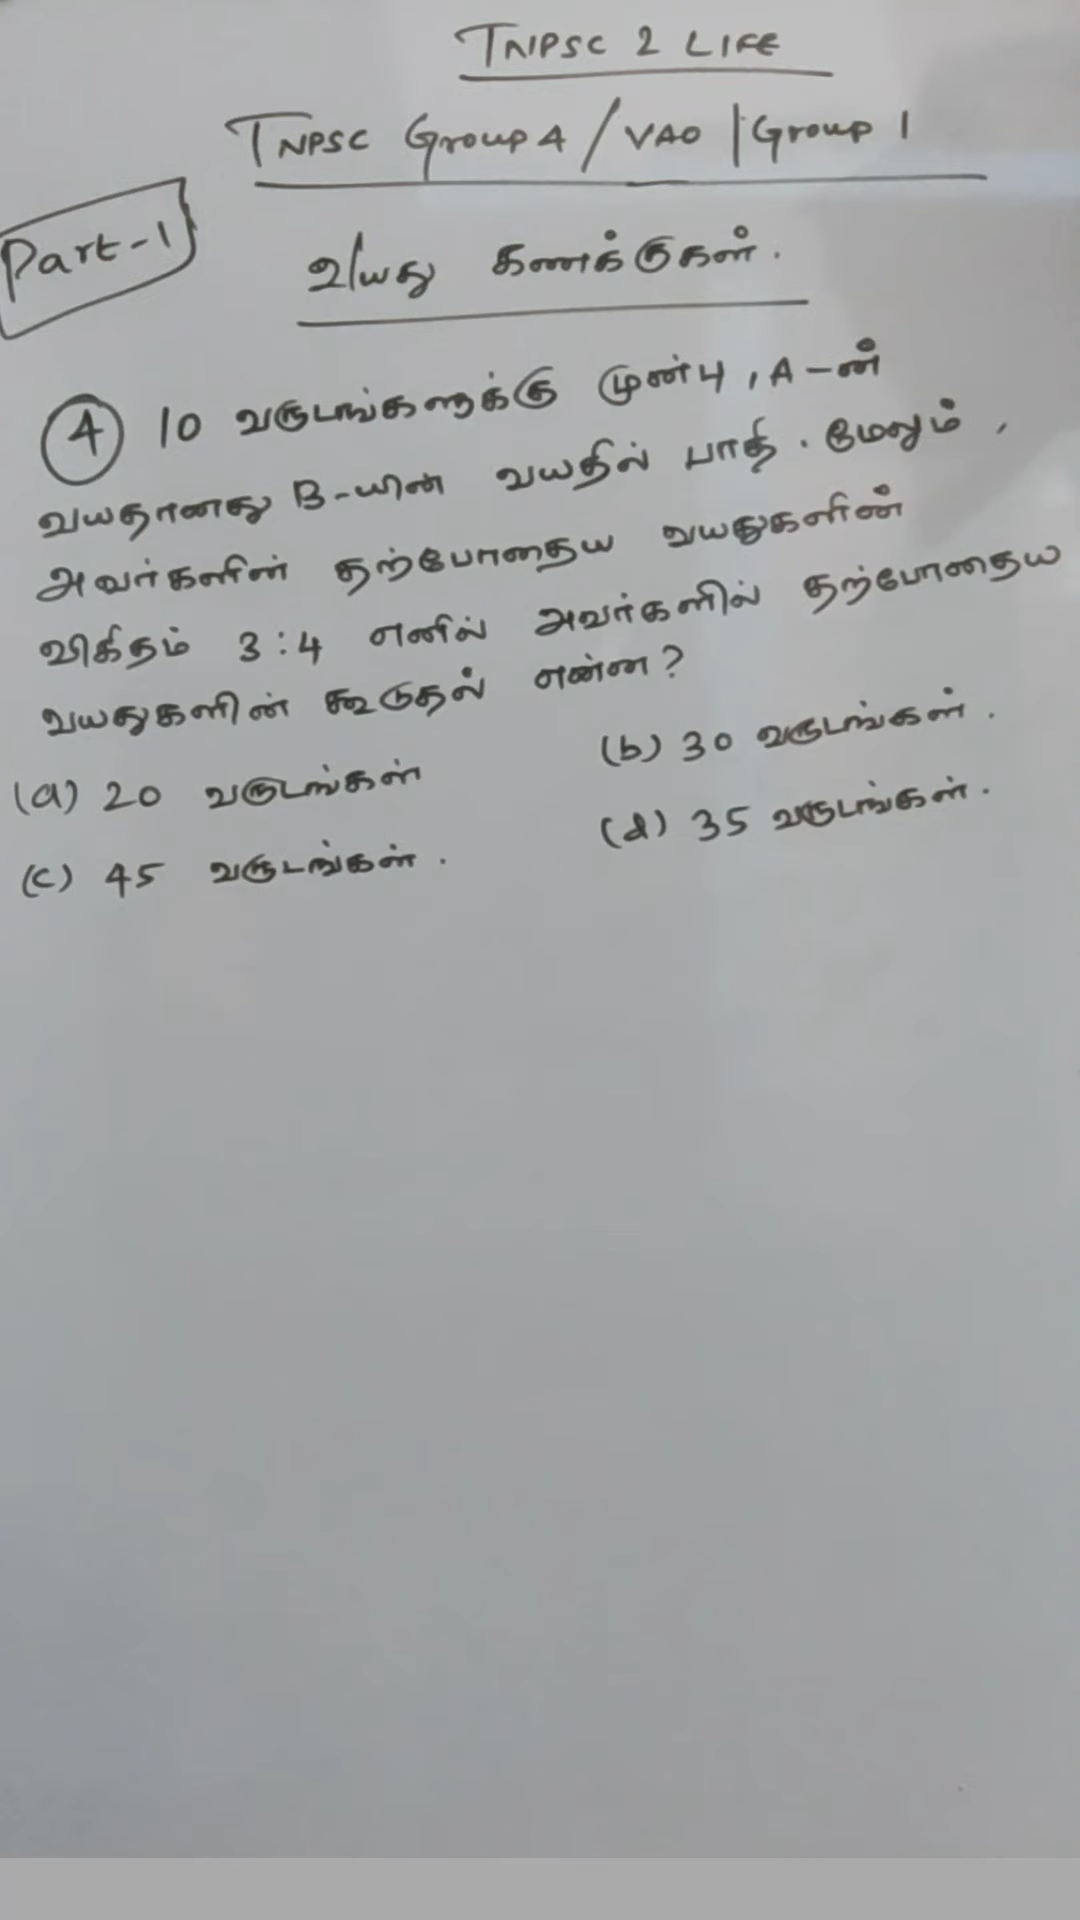 TNPSC 2 LIFE
TNPSC Group 4 / VAO | Group 1
Part-1
வயது கணக்குகள்.
4 10 வருடங்களுக்கு முன்பு, A-ன்
வயதானது B-யின் வயதில் பாதி. மேலும்,
அவர்களின் தற்போதைய வயதுகளின்
விகிதம் 3:4 எனில் அவர்களில் தற்போதைய
வயதுகளின் கூடுதல் என்ன?
(a) 20 வருடங்கள் (b) 30 வருடங்கள்.
(c) 45 வருடங்கள். (d) 35 வருடங்கள்.